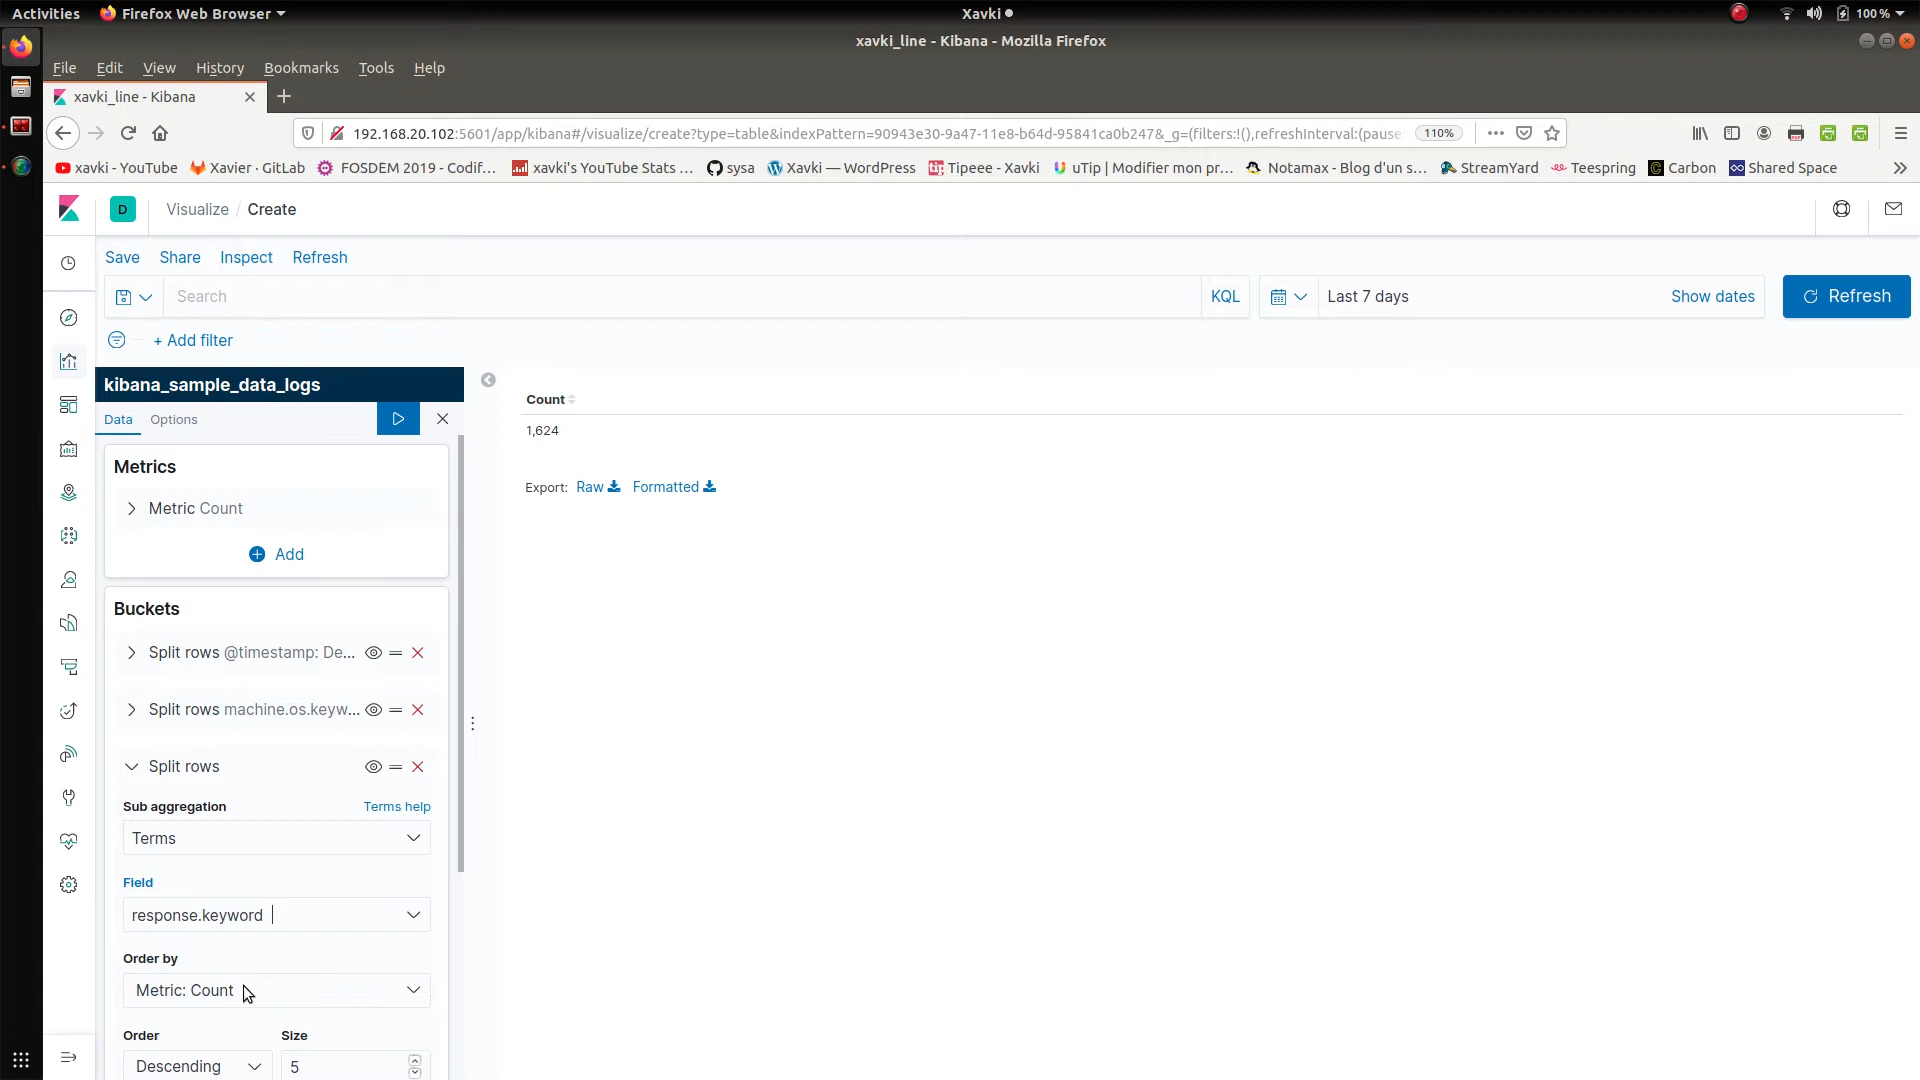 Activities Firefox Web Browser Xavki 100 %
xavki_line - Kibana - Mozilla Firefox
File Edit View History Bookmarks Tools Help
xavki_line - Kibana
192.168.20.102:5601/app/kibana#/visualize/create?type=table&indexPattern=90943e30-9a47-11e8-b64d-95841ca0b247&_g=(filters:!(),refreshInterval:(pause: 110%
xavki - YouTube Xavier · GitLab FOSDEM 2019 - Codif... xavki's YouTube Stats ... sysa Xavki — WordPress Tipeee - Xavki uTip | Modifier mon pr... Notamax - Blog d'un s... StreamYard Teespring Carbon Shared Space
D Visualize / Create
Save Share Inspect Refresh
Search KQL Last 7 days Show dates Refresh
+ Add filter
kibana_sample_data_logs
Data Options
Metrics
Metric Count
Add
Buckets
Split rows @timestamp: De...
Split rows machine.os.keyw...
Split rows
Sub aggregation Terms help
Terms
Field
response.keyword
Order by
Metric: Count
Order Size
Descending 5
Count
1,624
Export: Raw Formatted